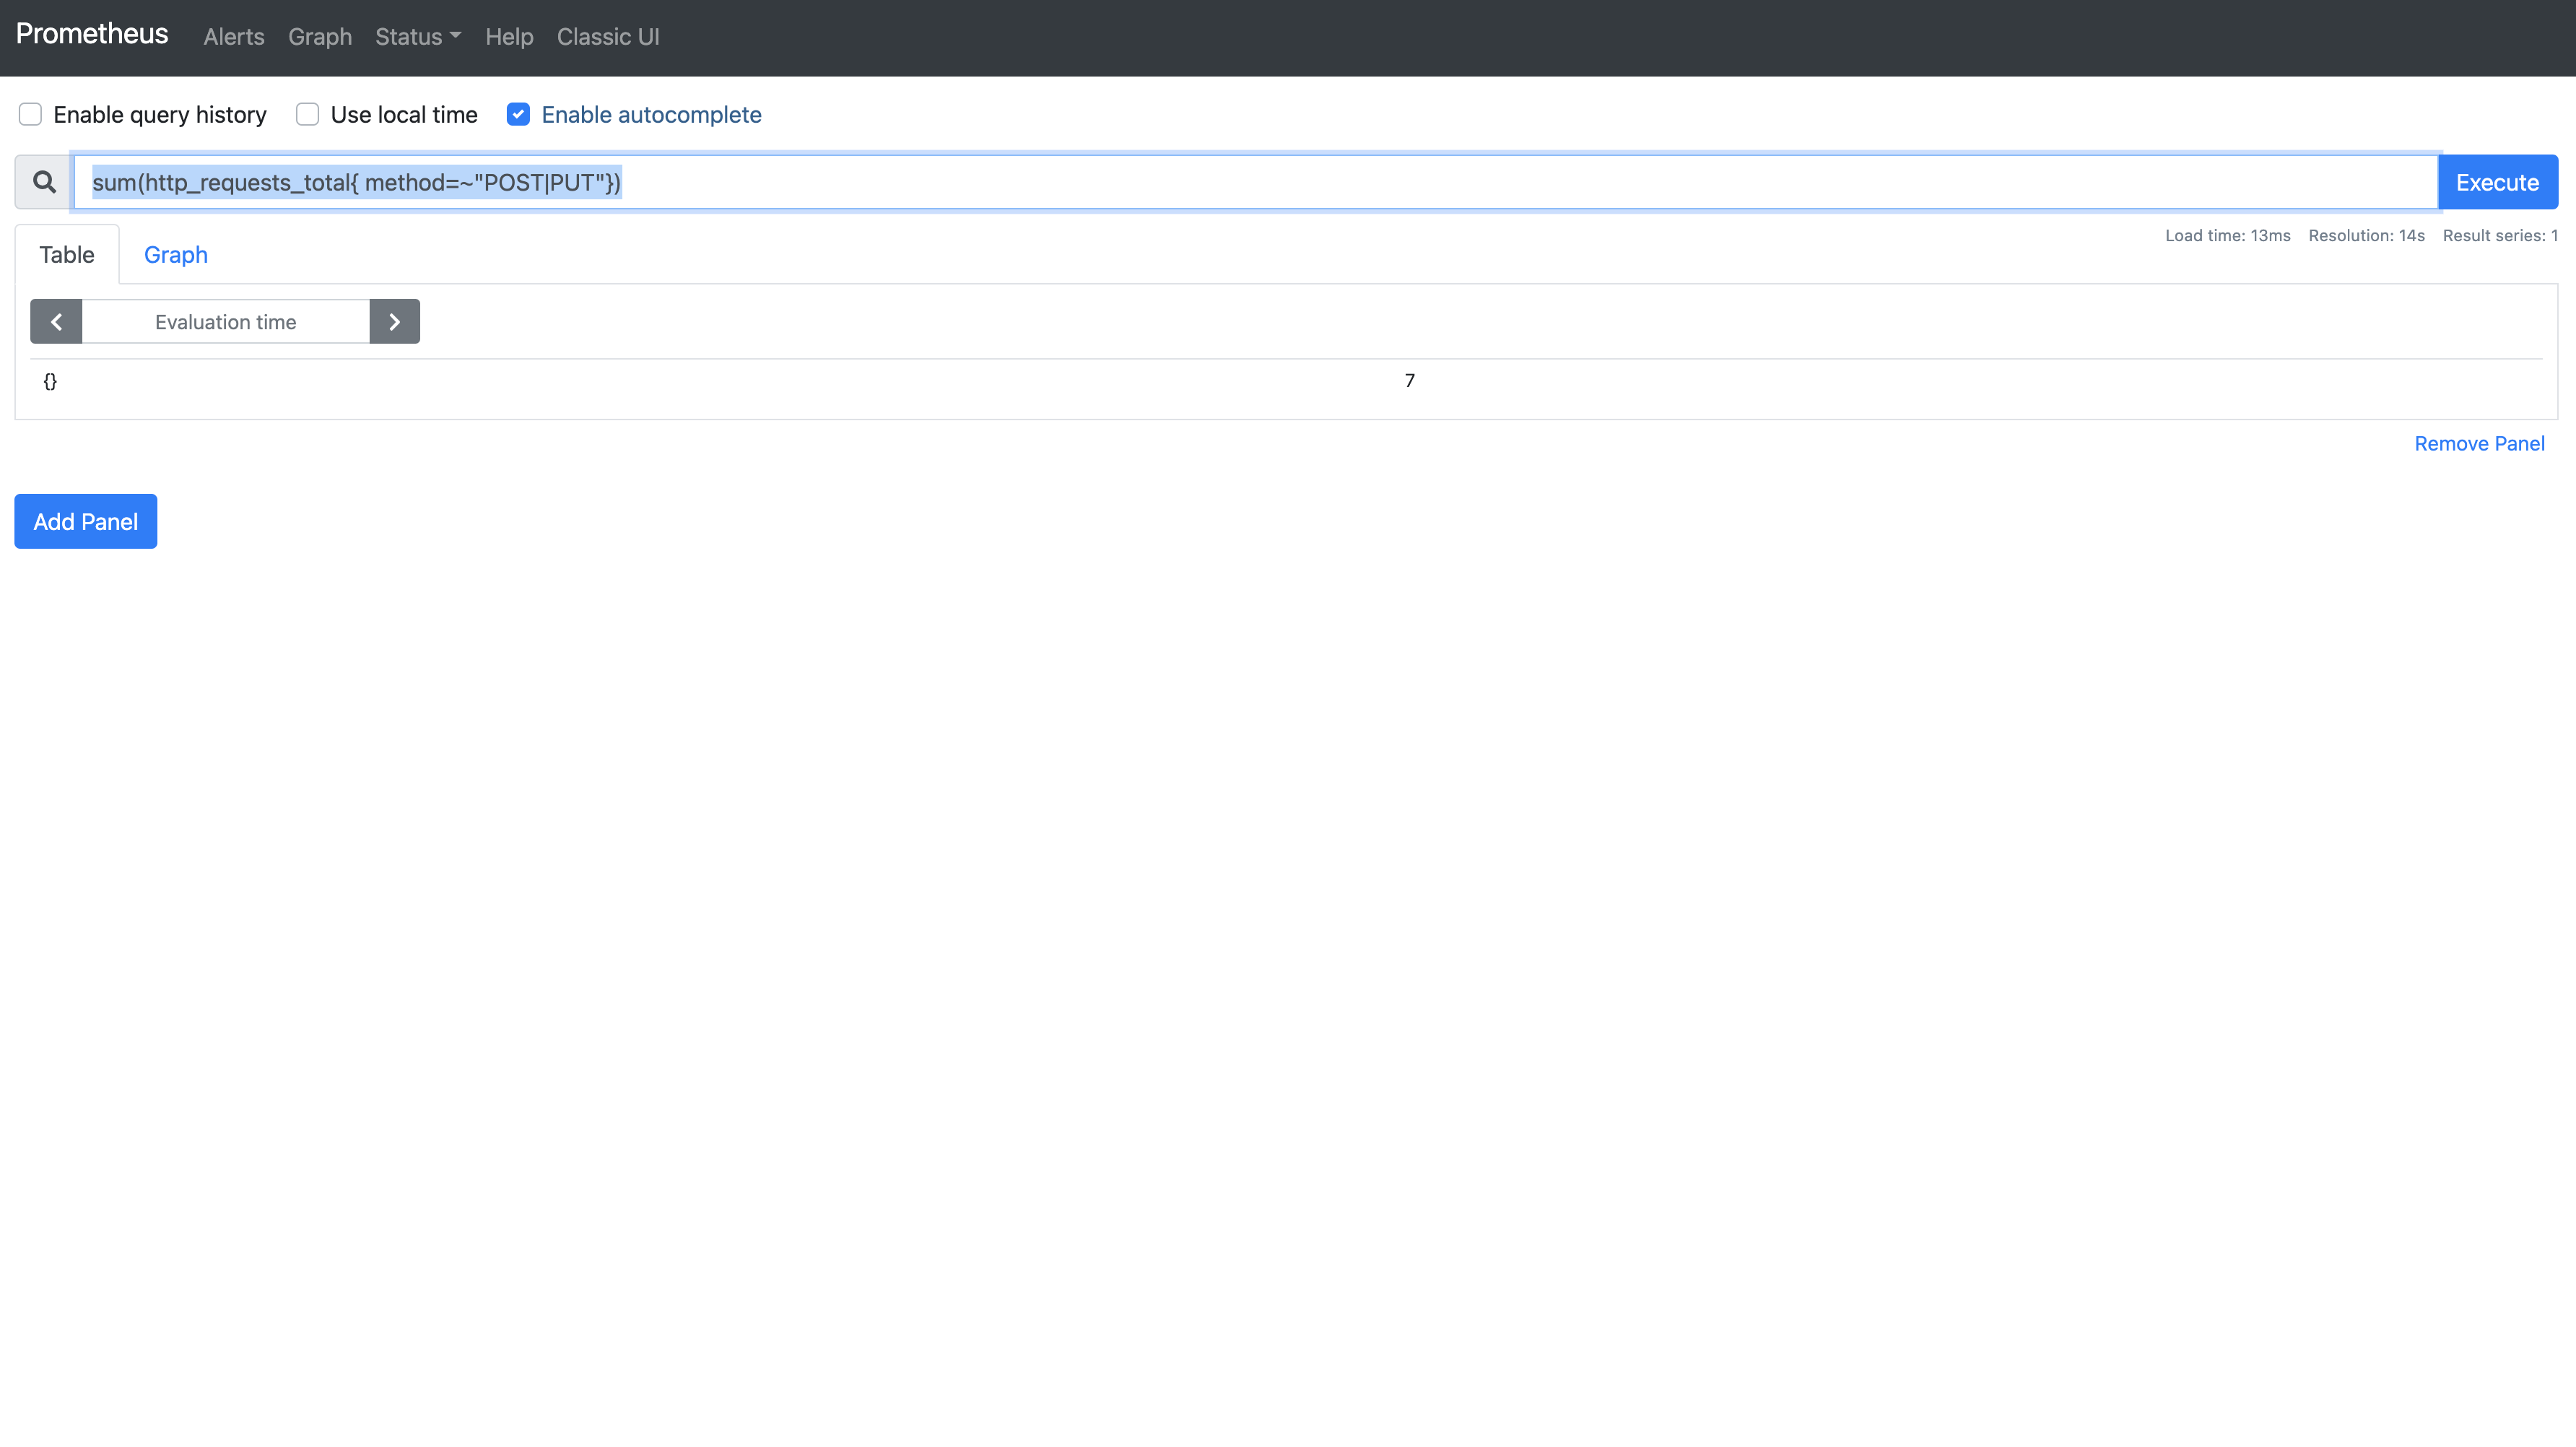 Prometheus Alerts Graph Status Help Classic UI
Enable query history Use local time Enable autocomplete
sum(http_requests_total{ method=~"POST|PUT"}) Execute
Load time: 13ms Resolution: 14s Result series: 1
Table Graph
Evaluation time
{} 7
Remove Panel
Add Panel